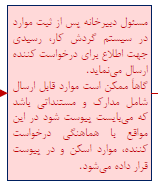 مسئول دبیرخانه پس از ثبت موارد
در سیستم گردش کار، رسیدی
جهت اطلاع برای درخواست کننده
ارسال می‌نماید.
گاهاً ممکن است موارد قابل ارسال
شامل مدارک و مستنداتی باشد
که می‌بایست پیوست شود در این
مواقع با هماهنگی درخواست
کننده، موارد اسکن و در پیوست
قرار داده می‌شود.